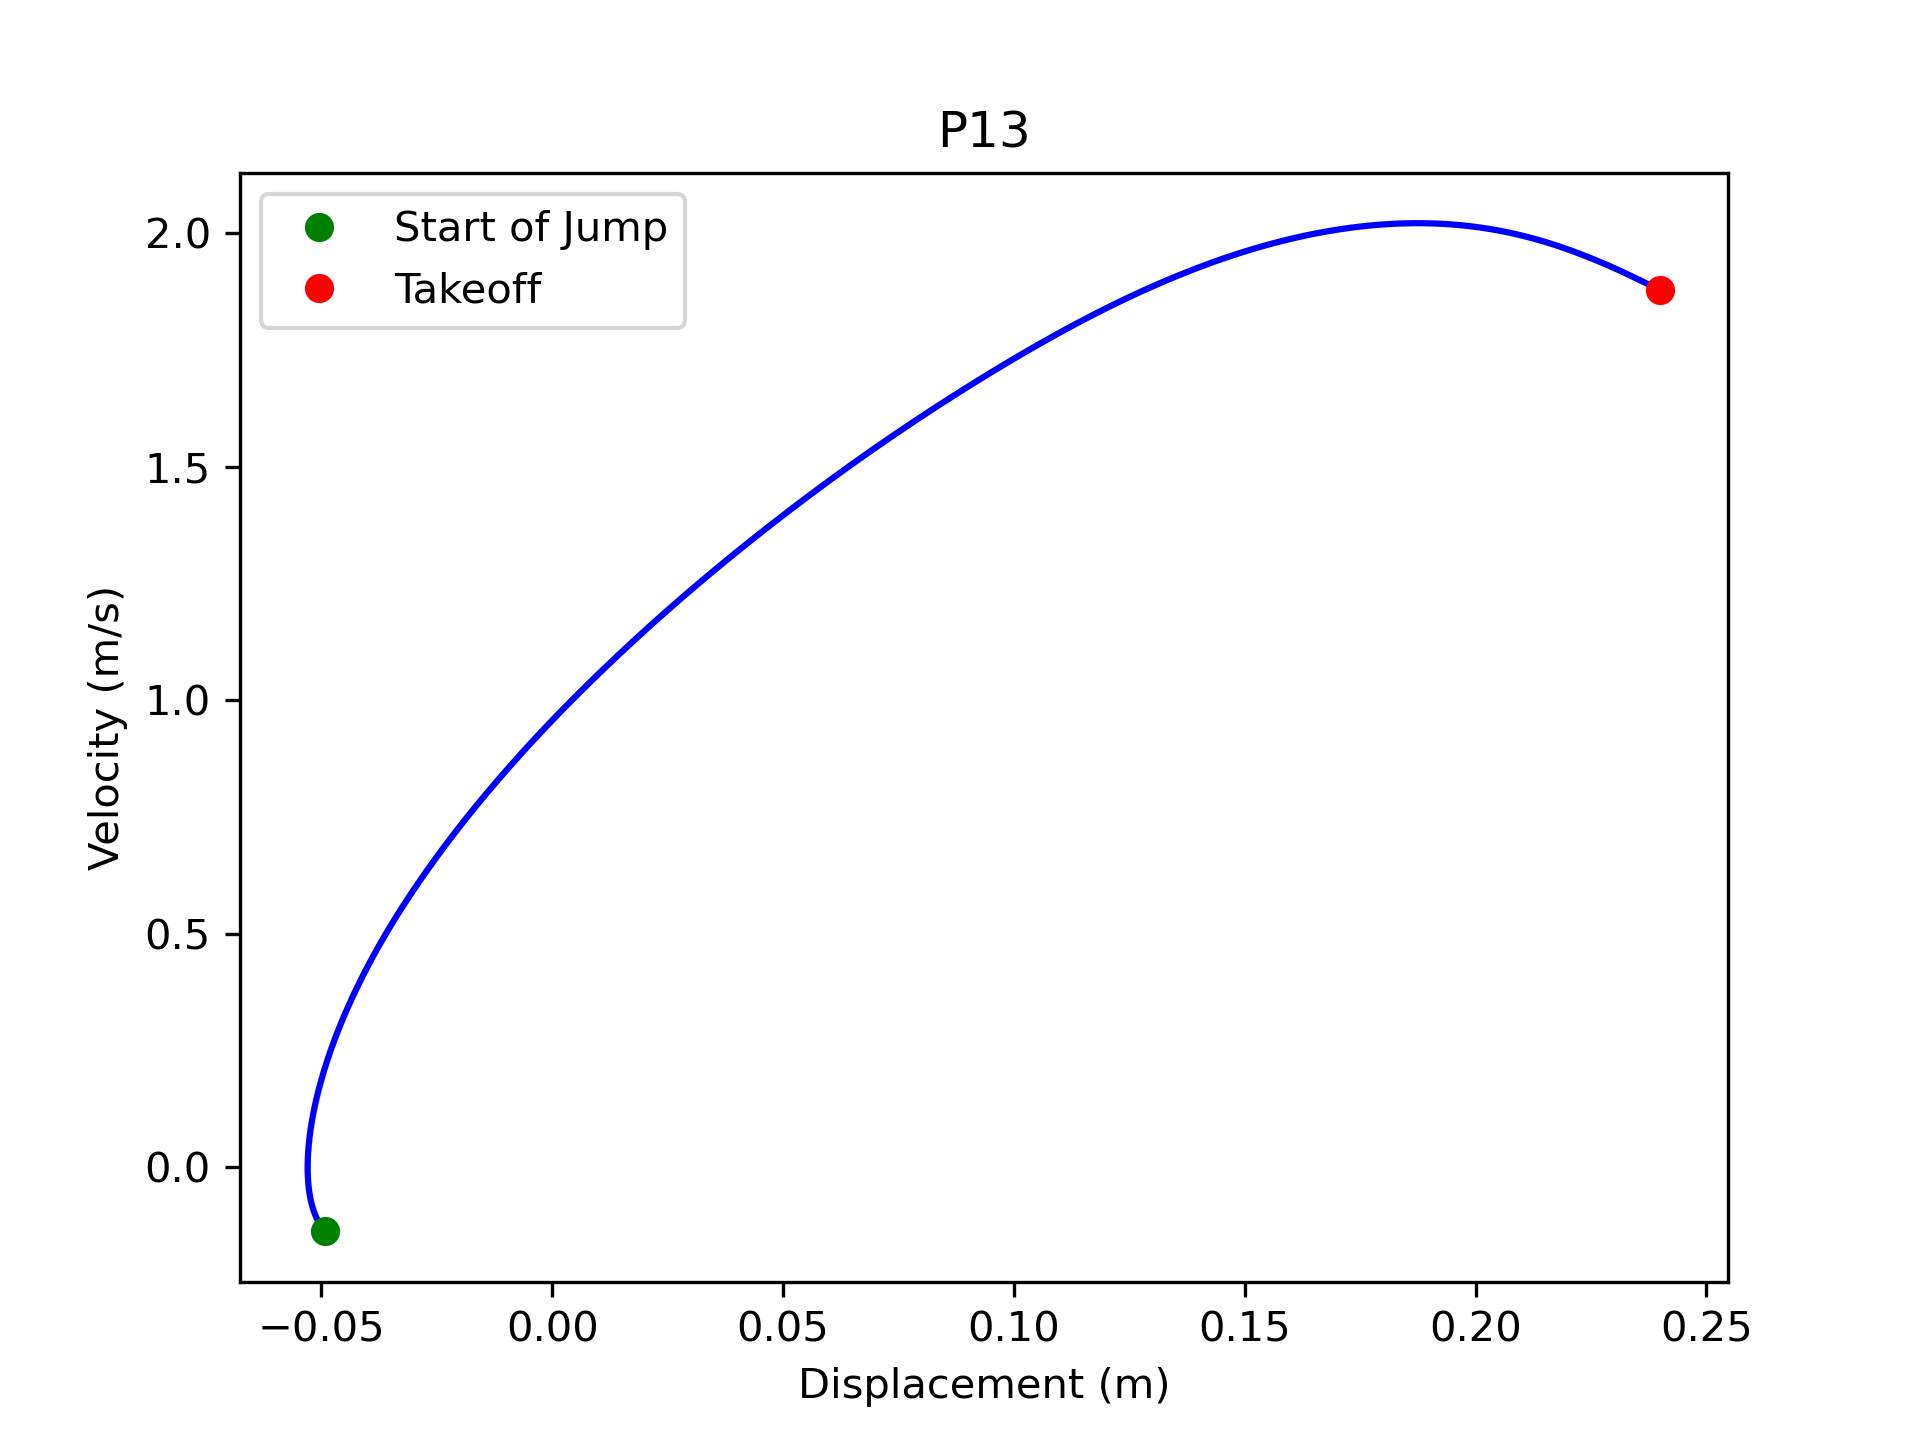 P13
Start of Jump
Takeoff
2.0
1.5
1.0
0.5
0.0
Velocity (m/s)
−0.05 0.00 0.05 0.10 0.15 0.20 0.25
Displacement (m)